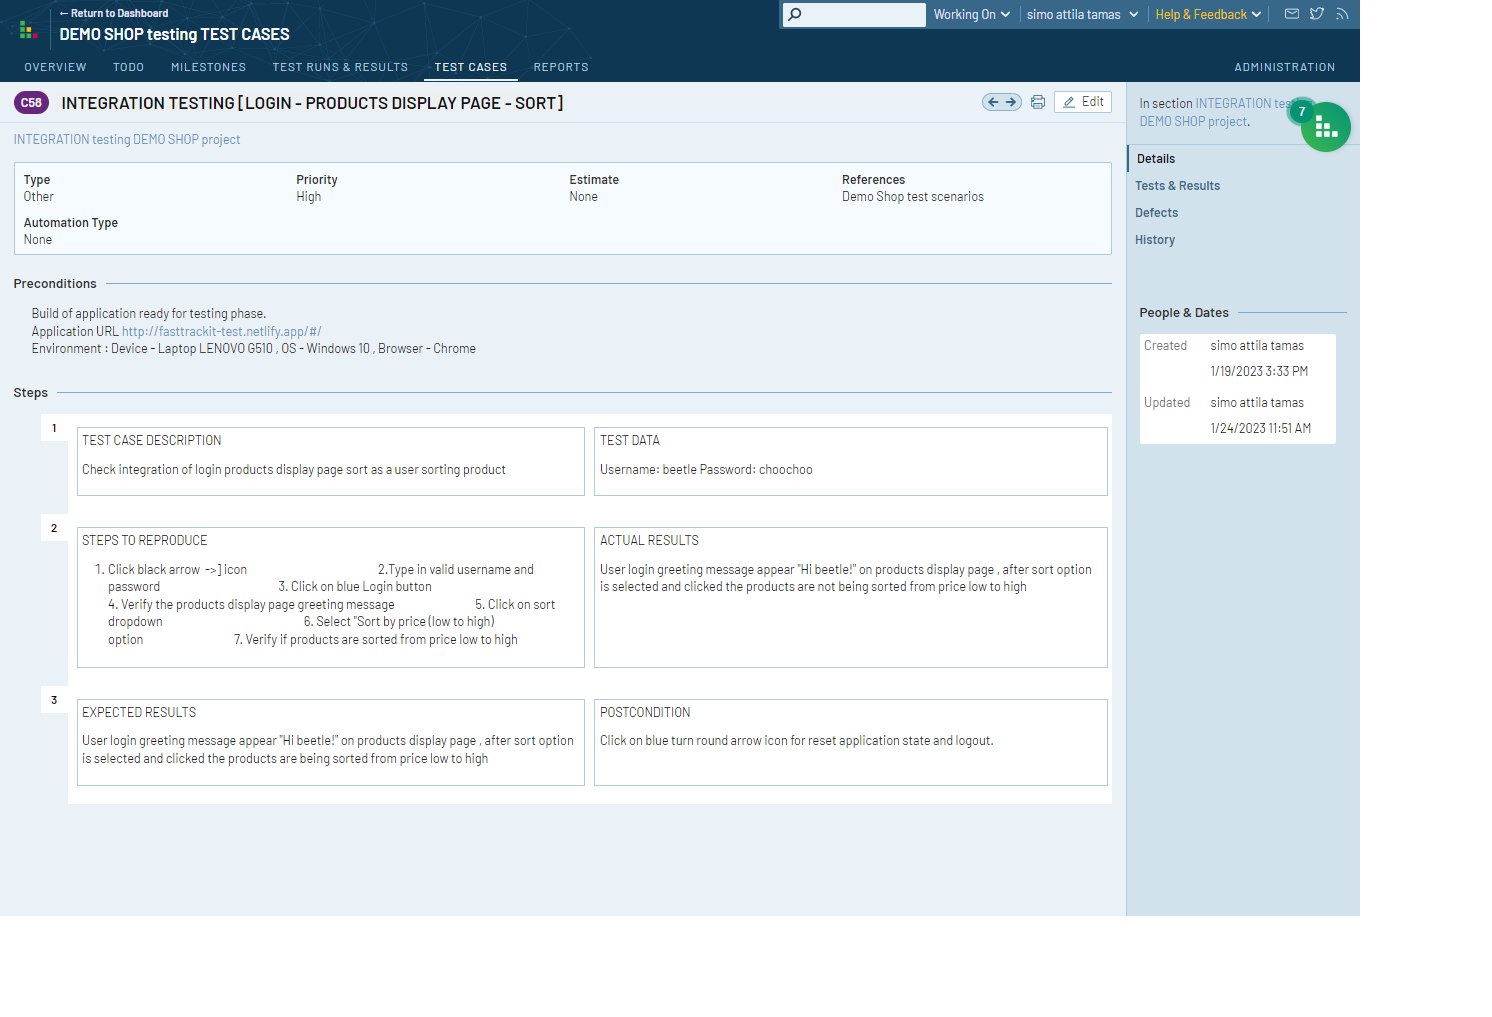 ← Return to Dashboard
DEMO SHOP testing TEST CASES
Working On
simo attila tamas
Help & Feedback
OVERVIEW TODO MILESTONES TEST RUNS & RESULTS TEST CASES REPORTS ADMINISTRATION
C58 INTEGRATION TESTING [LOGIN - PRODUCTS DISPLAY PAGE - SORT]
Edit
INTEGRATION testing DEMO SHOP project
Type Priority Estimate References
Other High None Demo Shop test scenarios
Automation Type
None
Preconditions
Build of application ready for testing phase.
Application URL http://fasttrackit-test.netlify.app/#/
Environment : Device - Laptop LENOVO G510 , OS - Windows 10 , Browser - Chrome
Steps
1
TEST CASE DESCRIPTION
Check integration of login products display page sort as a user sorting product
TEST DATA
Username: beetle Password: choochoo
2
STEPS TO REPRODUCE
1. Click black arrow ->] icon 2.Type in valid username and
password 3. Click on blue Login button
4. Verify the products display page greeting message 5. Click on sort
dropdown 6. Select "Sort by price (low to high)
option 7. Verify if products are sorted from price low to high
ACTUAL RESULTS
User login greeting message appear "Hi beetle!" on products display page , after sort option
is selected and clicked the products are not being sorted from price low to high
3
EXPECTED RESULTS
User login greeting message appear "Hi beetle!" on products display page , after sort option
is selected and clicked the products are being sorted from price low to high
POSTCONDITION
Click on blue turn round arrow icon for reset application state and logout.
In section INTEGRATION
DEMO SHOP project.
7
Details
Tests & Results
Defects
History
People & Dates
Created simo attila tamas
1/19/2023 3:33 PM
Updated simo attila tamas
1/24/2023 11:51 AM